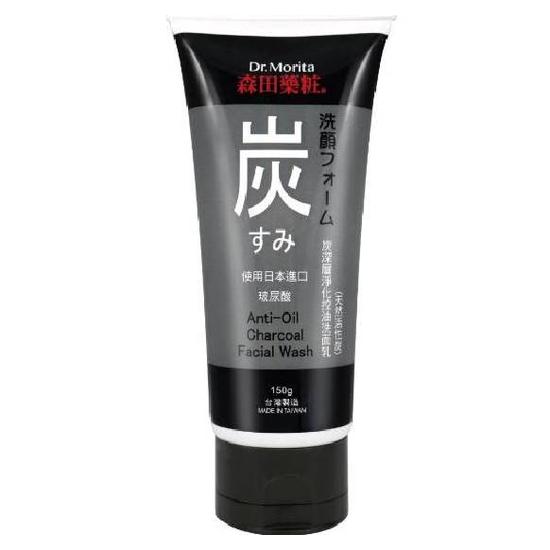 Dr. Morita
森田藥粧®
洗顔フォーム
炭
すみ
使用日本進口
玻尿酸
Anti-Oil
Charcoal
Facial Wash
炭深層淨化控油洗面乳
(天然活性炭)
150g
台灣製造
MADE IN TAIWAN